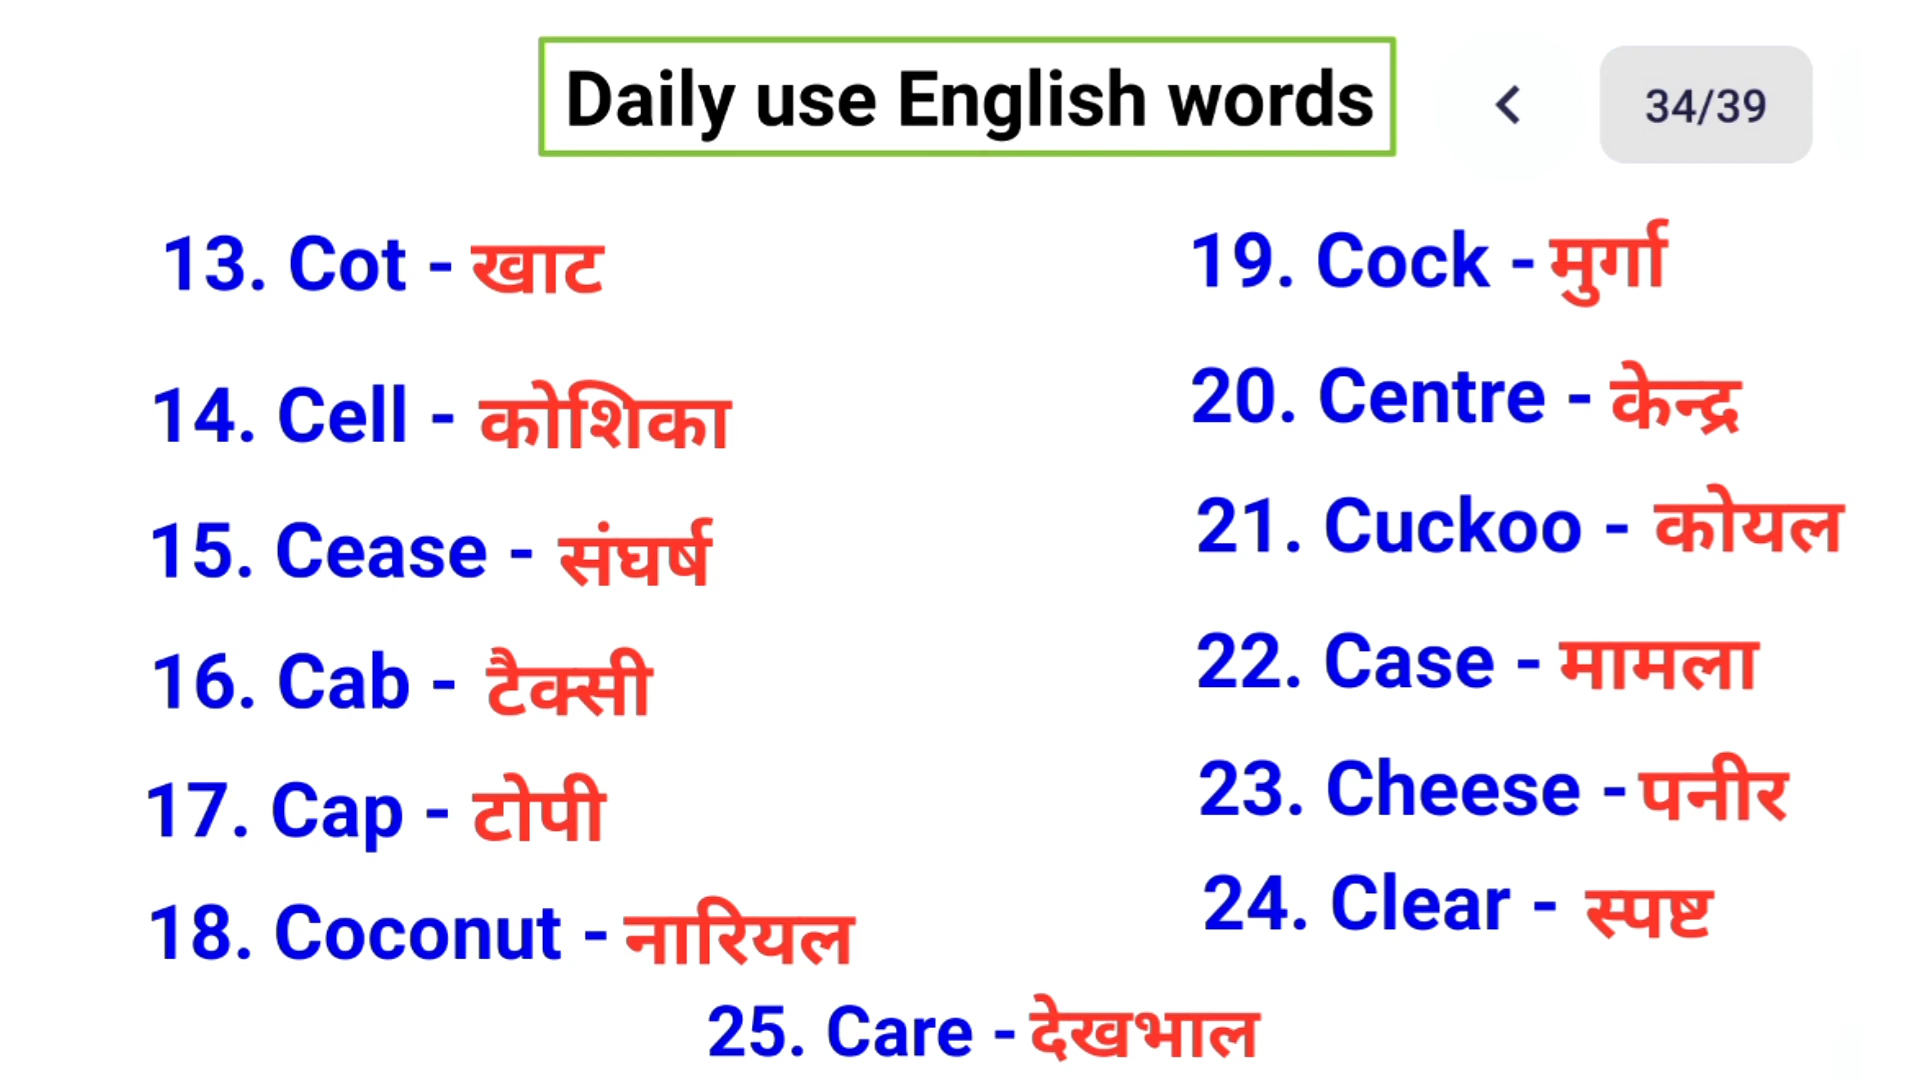 Daily use English words
34/39
13. Cot - खाट
14. Cell - कोशिका
15. Cease - संघर्ष
16. Cab - टैक्सी
17. Cap - टोपी
18. Coconut - नारियल
19. Cock - मुर्गा
20. Centre - केन्द्र
21. Cuckoo - कोयल
22. Case - मामला
23. Cheese - पनीर
24. Clear - स्पष्ट
25. Care - देखभाल